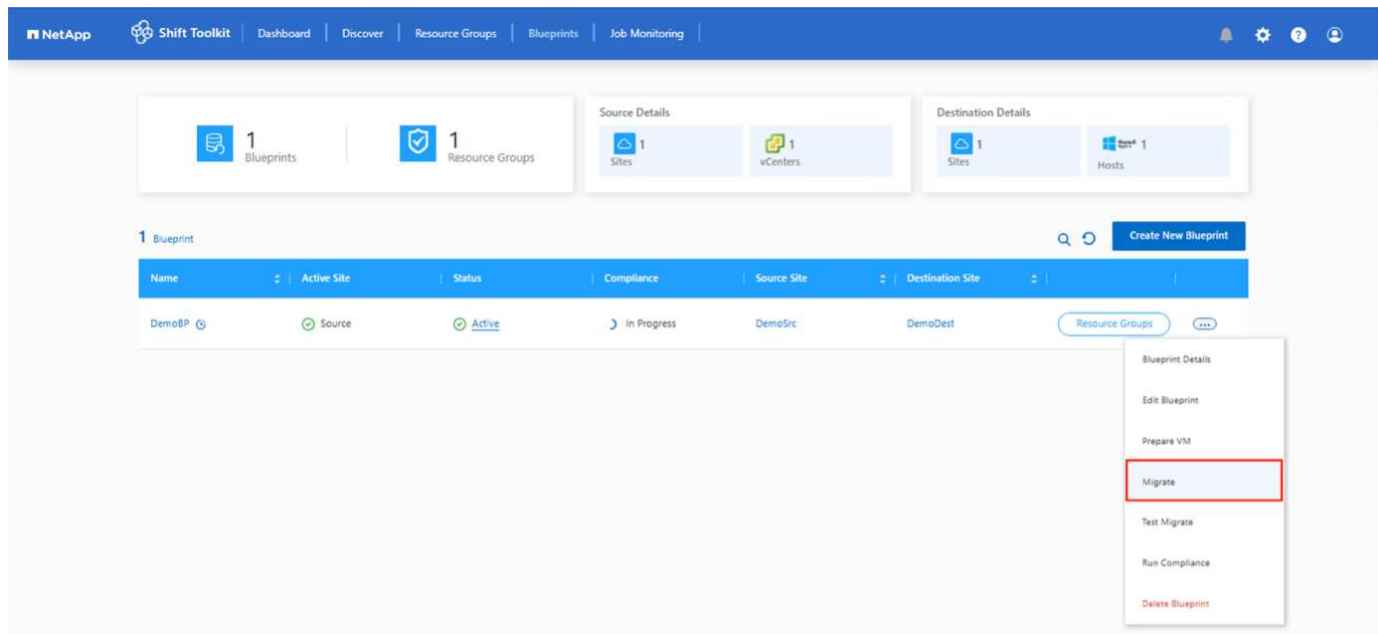 NetApp Shift Toolkit Dashboard Discover Resource Groups Blueprints Job Monitoring
1
Blueprints
1
Resource Groups
Source Details
1
Sites
1
vCenters
Destination Details
1
Sites
1
Hosts
1 Blueprint
Create New Blueprint
Name Active Site Status Compliance Source Site Destination Site
DemoBP Source Active In Progress DemoSrc DemoDest Resource Groups
Blueprint Details
Edit Blueprint
Prepare VM
Migrate
Test Migrate
Run Compliance
Delete Blueprint